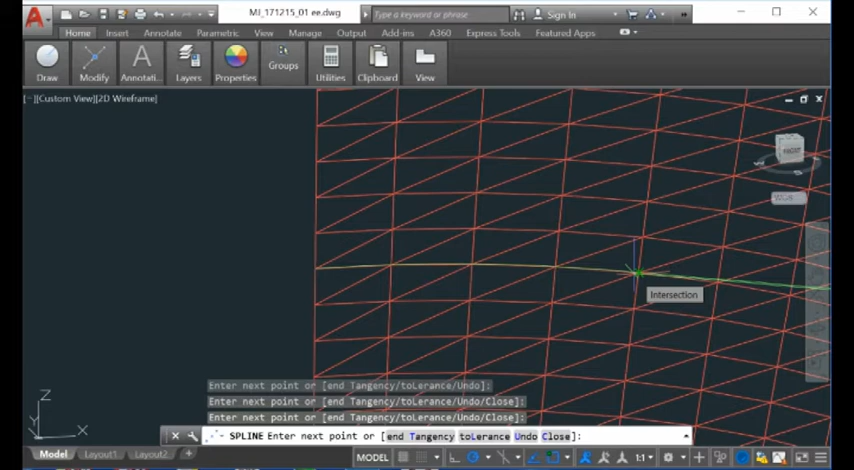 MJ_171215_01 ee.dwg
Type a keyword or phrase
Sign In
Home Insert Annotate Parametric View Manage Output Add-ins A360 Express Tools Featured Apps
Draw Modify Annotati... Layers Properties Groups Utilities Clipboard View
[-][Custom View][2D Wireframe]
FRONT
Intersection
Enter next point or [end Tangency/toLerance/Undo]:
Enter next point or [end Tangency/toLerance/Undo/Close]:
Enter next point or [end Tangency/toLerance/Undo/Close]:
Z
Y X
SPLINE Enter next point or [end Tangency toLerance Undo Close]:
Model Layout1 Layout2 +
MODEL 1:1